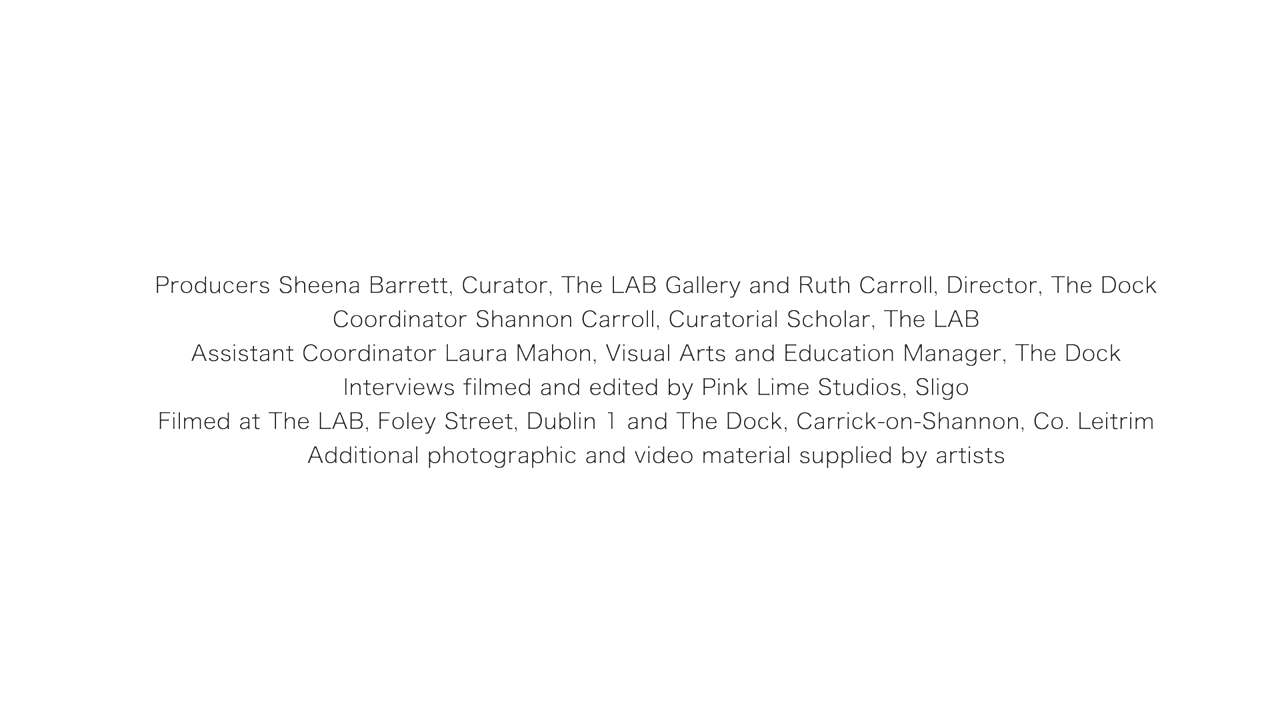 Producers Sheena Barrett, Curator, The LAB Gallery and Ruth Carroll, Director, The Dock
Coordinator Shannon Carroll, Curatorial Scholar, The LAB
Assistant Coordinator Laura Mahon, Visual Arts and Education Manager, The Dock
Interviews filmed and edited by Pink Lime Studios, Sligo
Filmed at The LAB, Foley Street, Dublin 1 and The Dock, Carrick-on-Shannon, Co. Leitrim
Additional photographic and video material supplied by artists